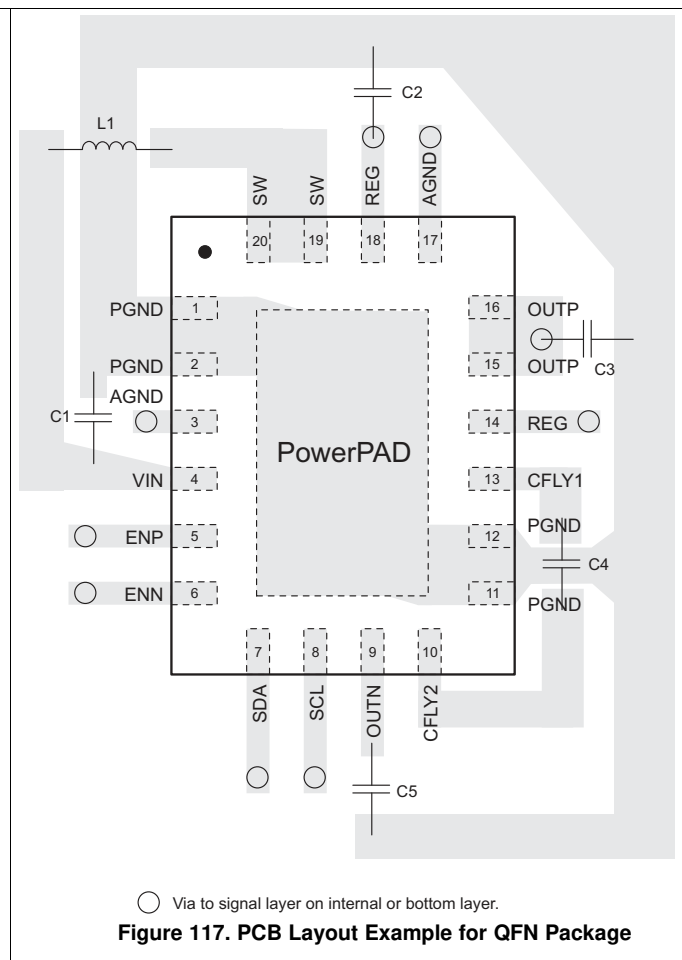 C2
L1
SW
SW
REG
AGND
20
19
18
17
PGND
1
16
OUTP
PGND
2
15
OUTP
C3
AGND
C1
3
14
REG
PowerPAD
VIN
4
13
CFLY1
ENP
5
12
PGND
C4
ENN
6
11
PGND
7
8
9
10
SDA
SCL
OUTN
CFLY2
C5
Via to signal layer on internal or bottom layer.
Figure 117. PCB Layout Example for QFN Package